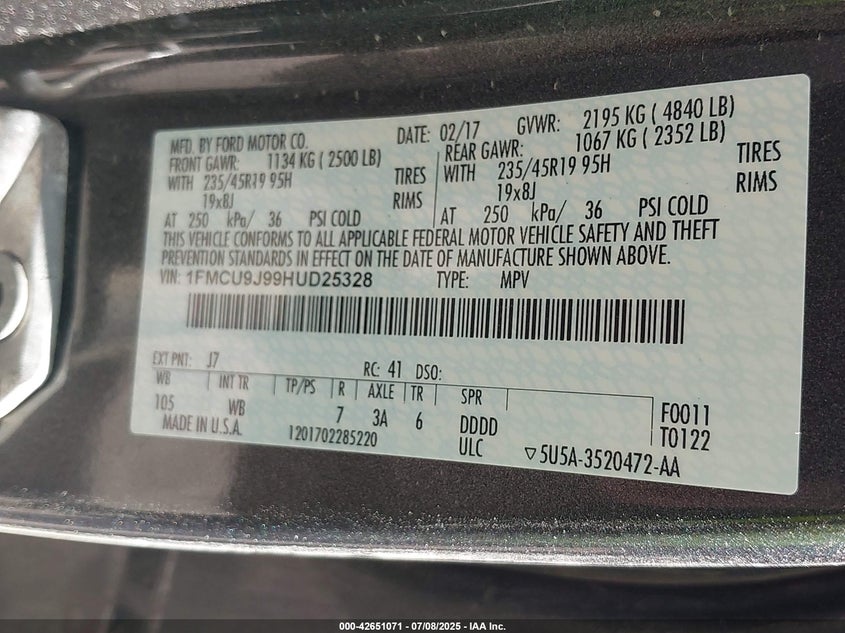 MFD. BY FORD MOTOR CO. DATE: 02/17 GVWR: 2195 KG ( 4840 LB)
FRONT GAWR: 1134 KG ( 2500 LB) REAR GAWR: 1067 KG ( 2352 LB)
WITH 235/45R19 95H TIRES WITH 235/45R19 95H TIRES
19x8J RIMS 19x8J RIMS
AT 250 kPa/ 36 PSI COLD AT 250 kPa/ 36 PSI COLD
THIS VEHICLE CONFORMS TO ALL APPLICABLE FEDERAL MOTOR VEHICLE SAFETY AND THEFT
PREVENTION STANDARDS IN EFFECT ON THE DATE OF MANUFACTURE SHOWN ABOVE.
VIN: 1FMCU9J99HUD25328 TYPE: MPV
EXT PNT: J7 RC: 41 DSO:
WB INT TR TP/PS R AXLE TR SPR
105 WB 7 3A 6 DDDD F0011
MADE IN U.S.A. 1201702285220 ULC T0122
▽5U5A-3520472-AA
000-42651071 / 07/08/2025 - IAA Inc.